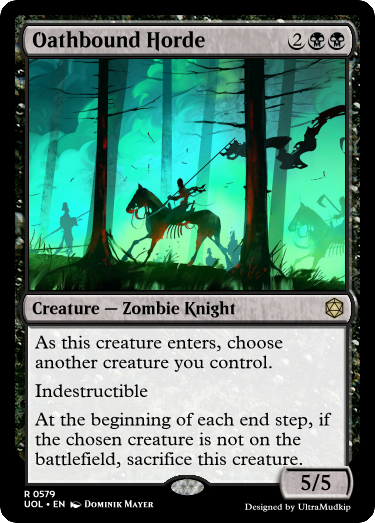 Oathbound Horde 2
Creature — Zombie Knight
As this creature enters, choose
another creature you control.
Indestructible
At the beginning of each end step, if
the chosen creature is not on the
battlefield, sacrifice this creature.
5/5
R 0579
UOL • EN Dominik Mayer
Designed by UltraMudkip